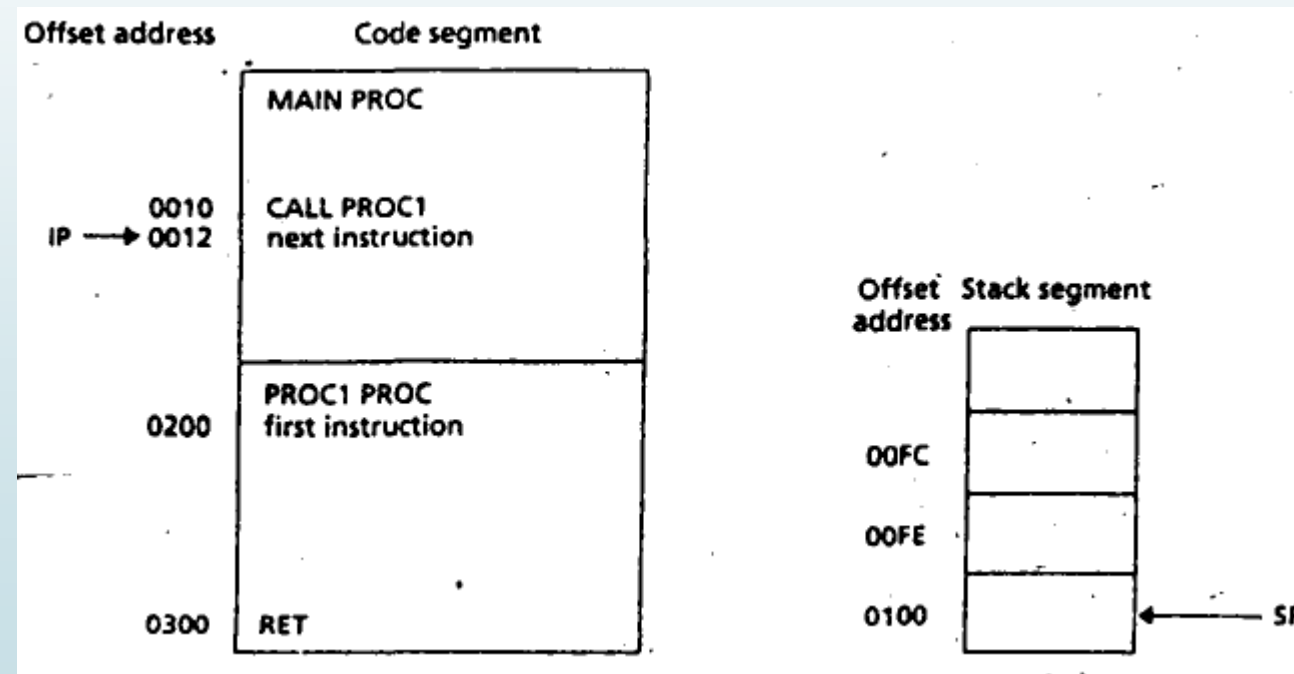 Offset address Code segment
MAIN PROC
0010 CALL PROC1
IP 0012 next instruction
Offset Stack segment
address
PROC1 PROC
0200 first instruction
00FC
00FE
0100 SP
0300 RET